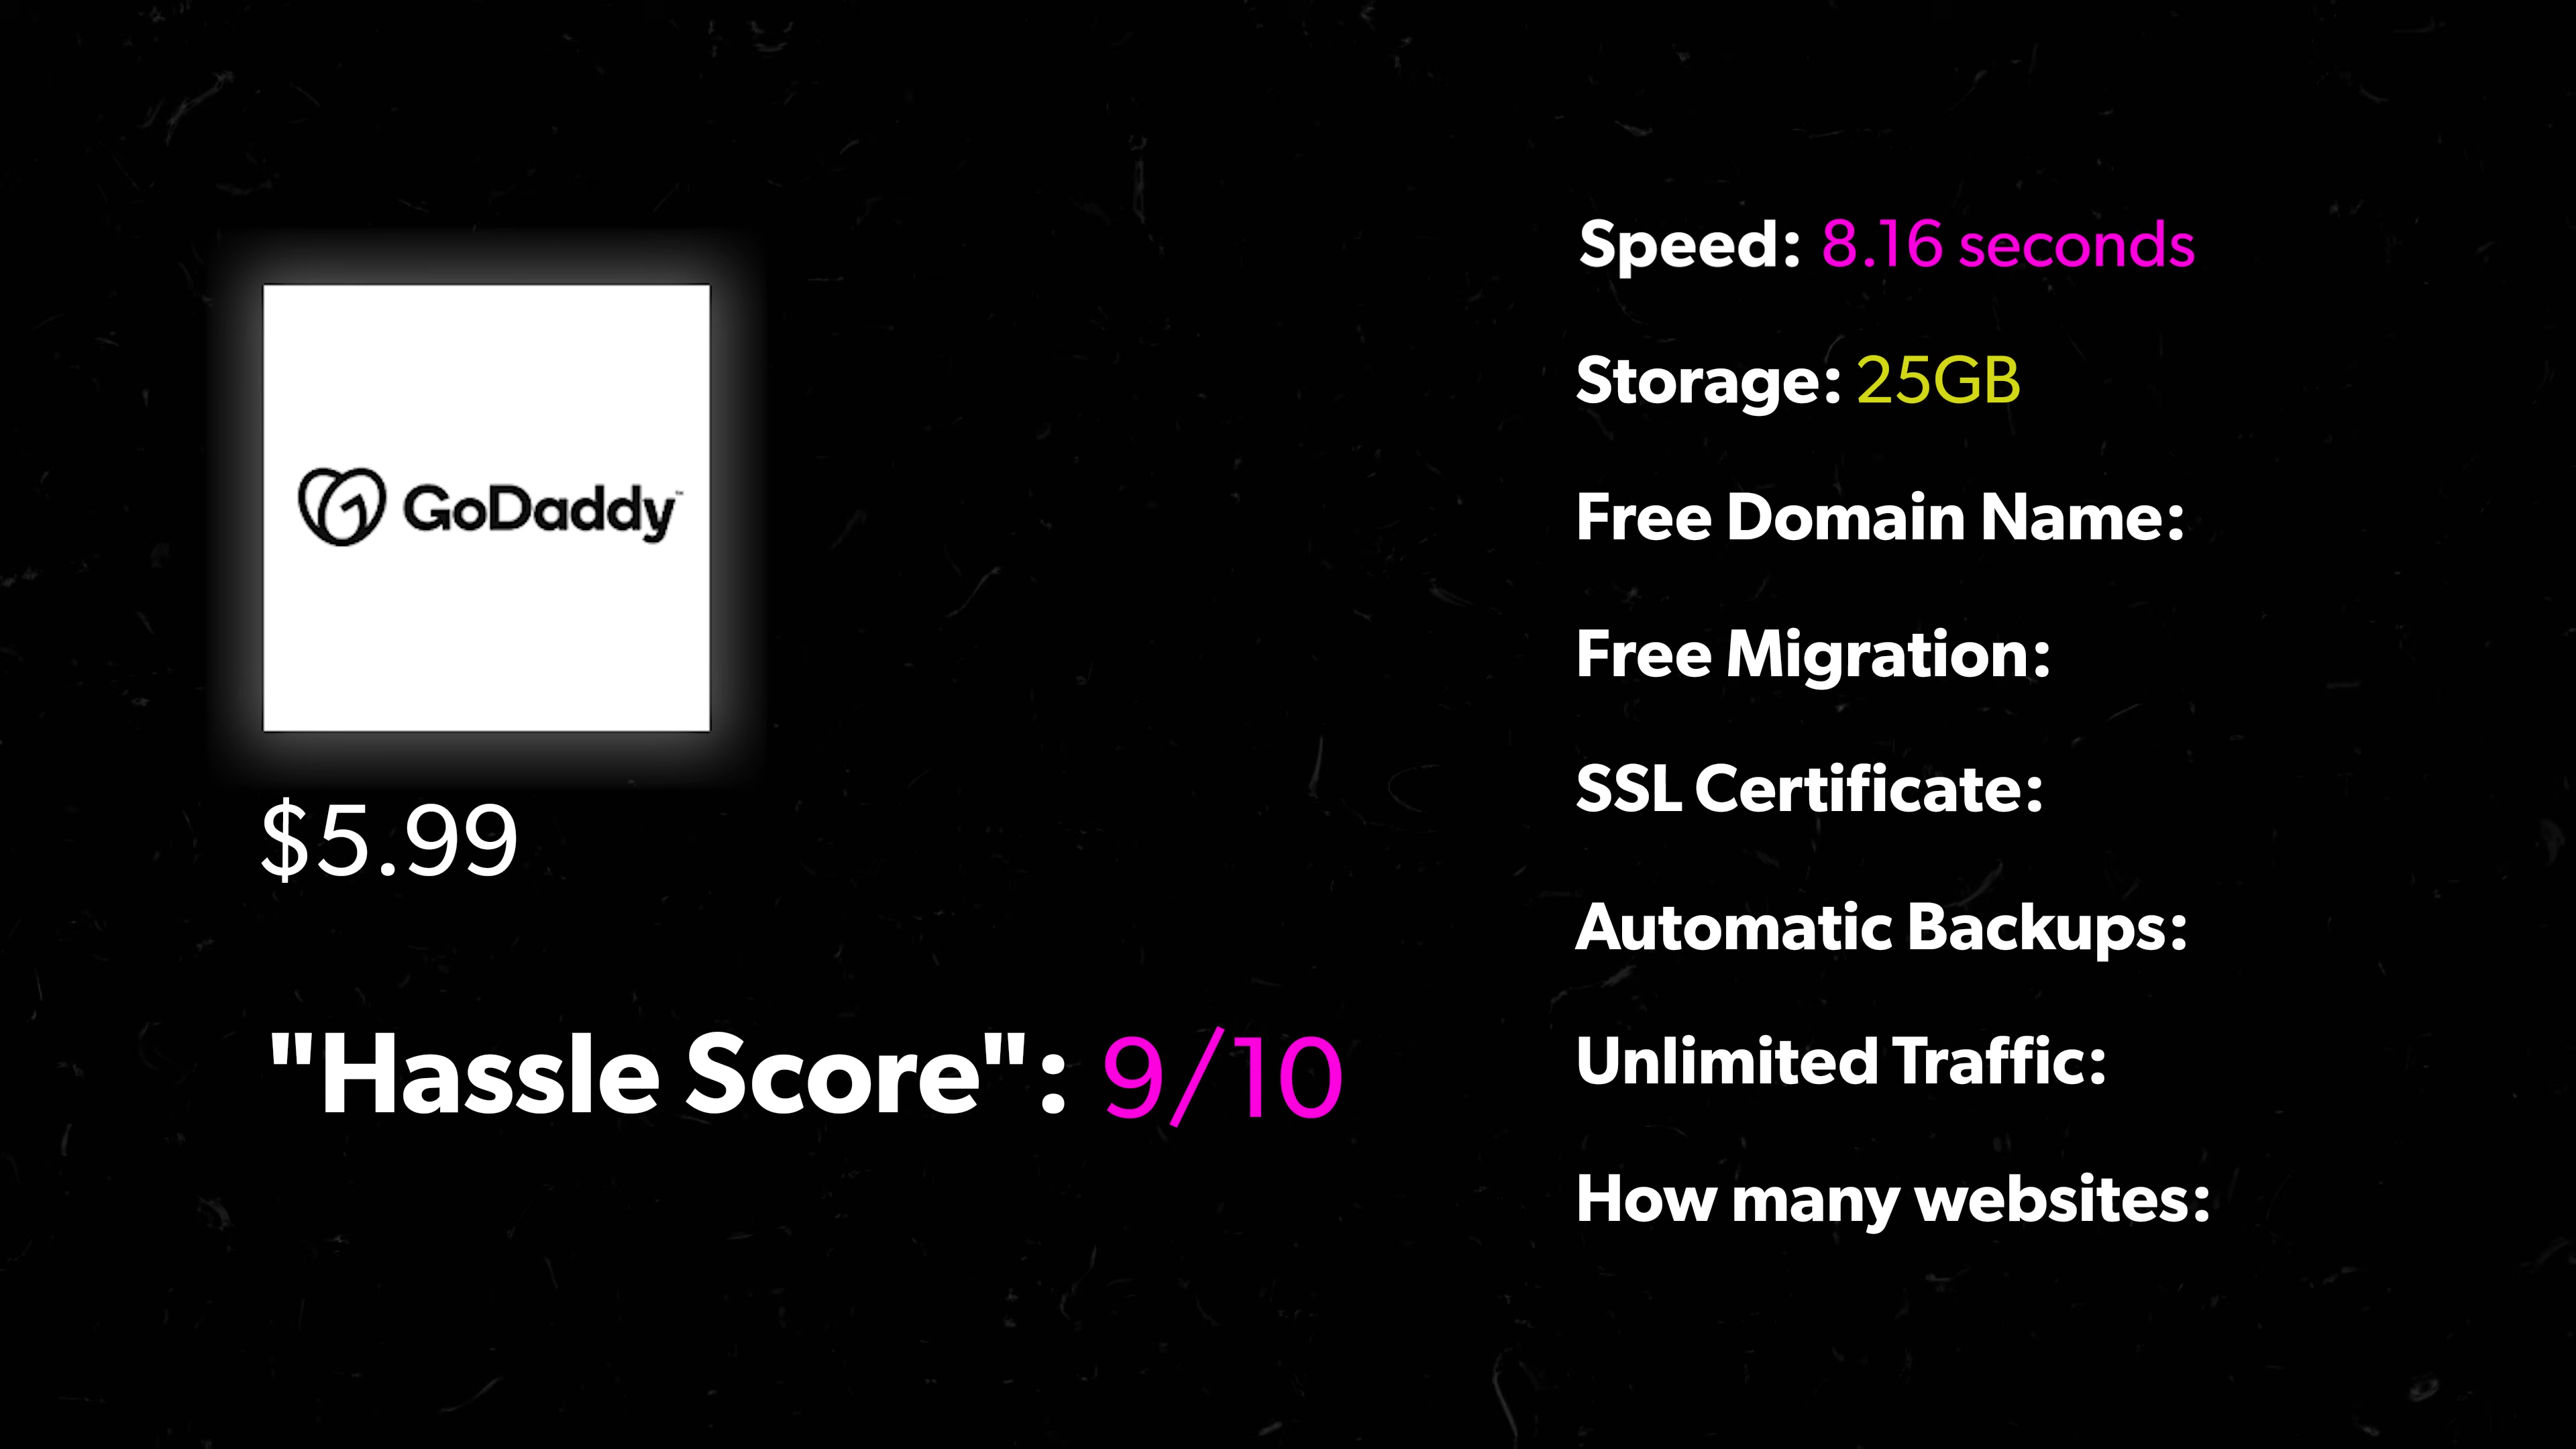 GoDaddy™
$5.99
"Hassle Score": 9/10
Speed: 8.16 seconds
Storage: 25GB
Free Domain Name:
Free Migration:
SSL Certificate:
Automatic Backups:
Unlimited Traffic:
How many websites: